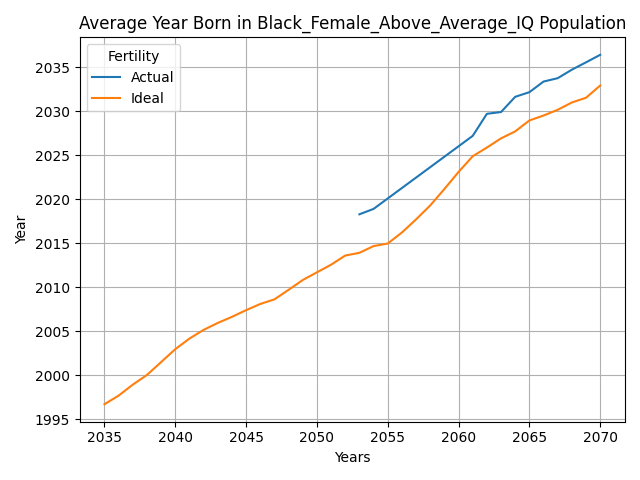 Average Year Born in Black_Female_Above_Average_IQ Population
Fertility
Actual
Ideal
2035
2030
2025
2020
2015
2010
2005
2000
1995
Year
2035 2040 2045 2050 2055 2060 2065 2070
Years